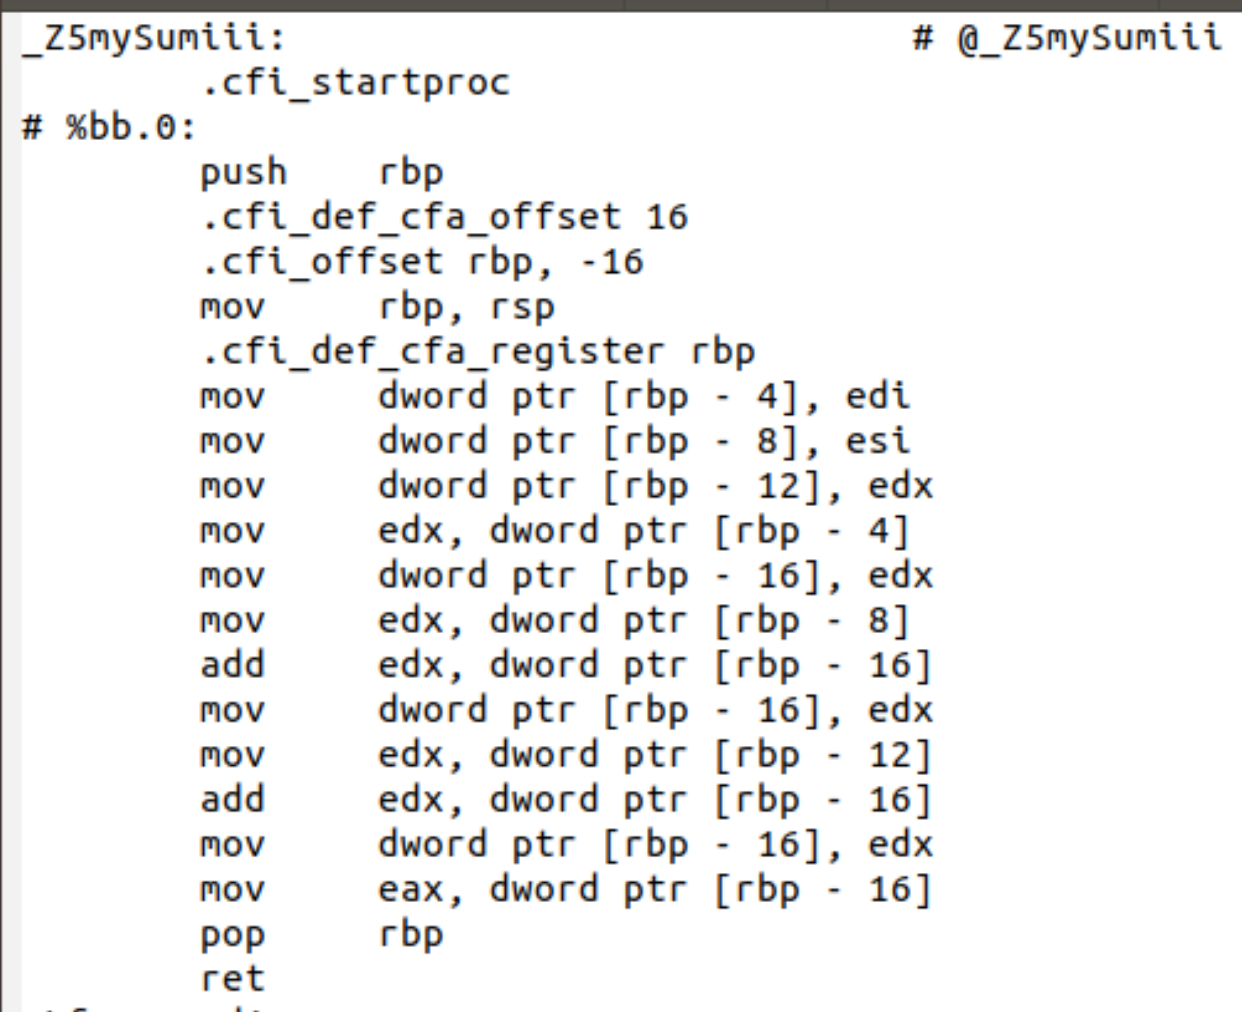 _Z5mySumiii: # @_Z5mySumiii
.cfi_startproc
# %bb.0:
push rbp
.cfi_def_cfa_offset 16
.cfi_offset rbp, -16
mov rbp, rsp
.cfi_def_cfa_register rbp
mov dword ptr [rbp - 4], edi
mov dword ptr [rbp - 8], esi
mov dword ptr [rbp - 12], edx
mov edx, dword ptr [rbp - 4]
mov dword ptr [rbp - 16], edx
mov edx, dword ptr [rbp - 8]
add edx, dword ptr [rbp - 16]
mov dword ptr [rbp - 16], edx
mov edx, dword ptr [rbp - 12]
add edx, dword ptr [rbp - 16]
mov dword ptr [rbp - 16], edx
mov eax, dword ptr [rbp - 16]
pop rbp
ret